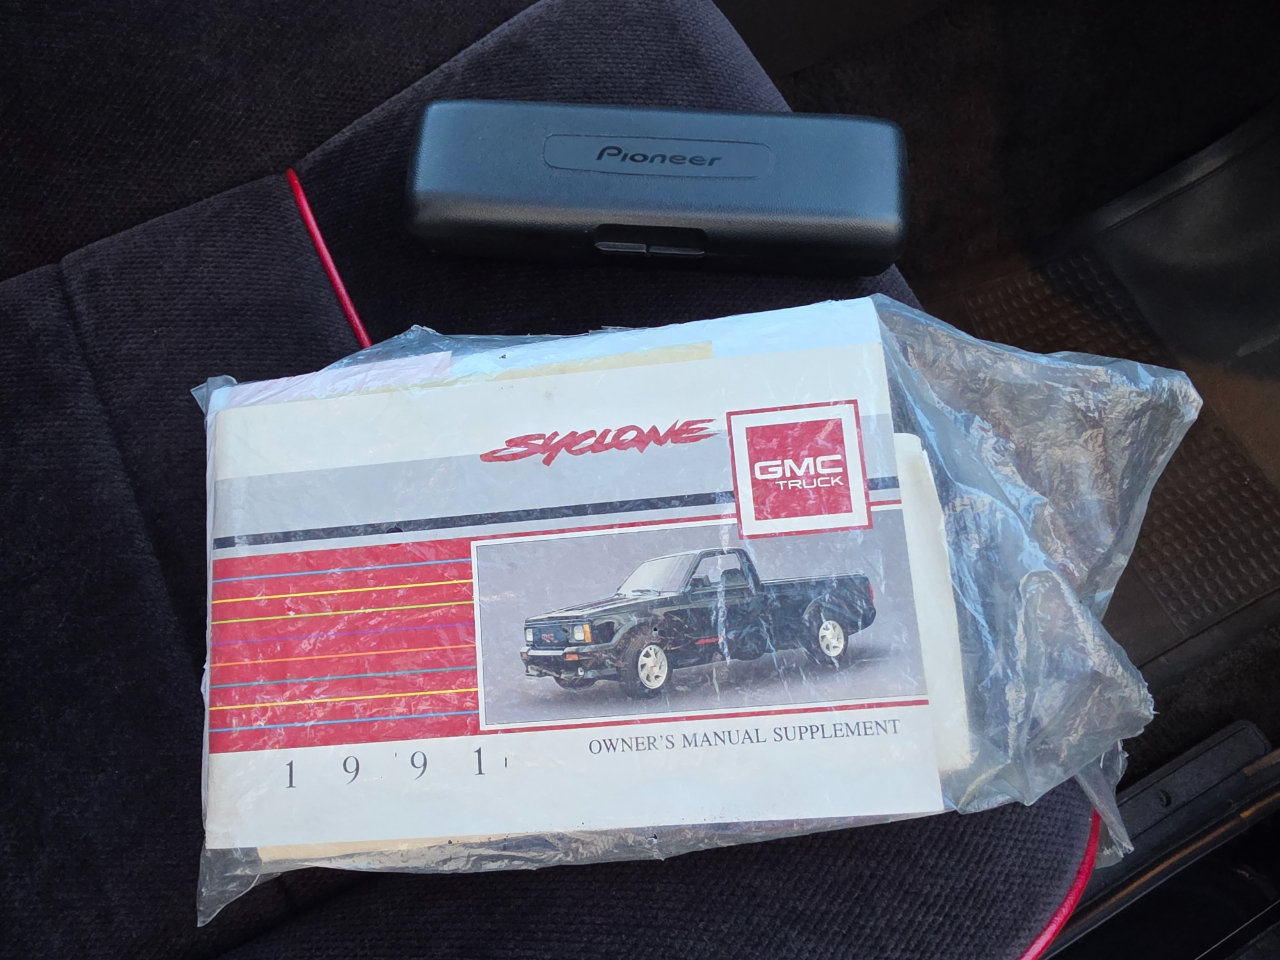 Pioneer
SYCLONE
GMC
TRUCK
1991
OWNER'S MANUAL SUPPLEMENT